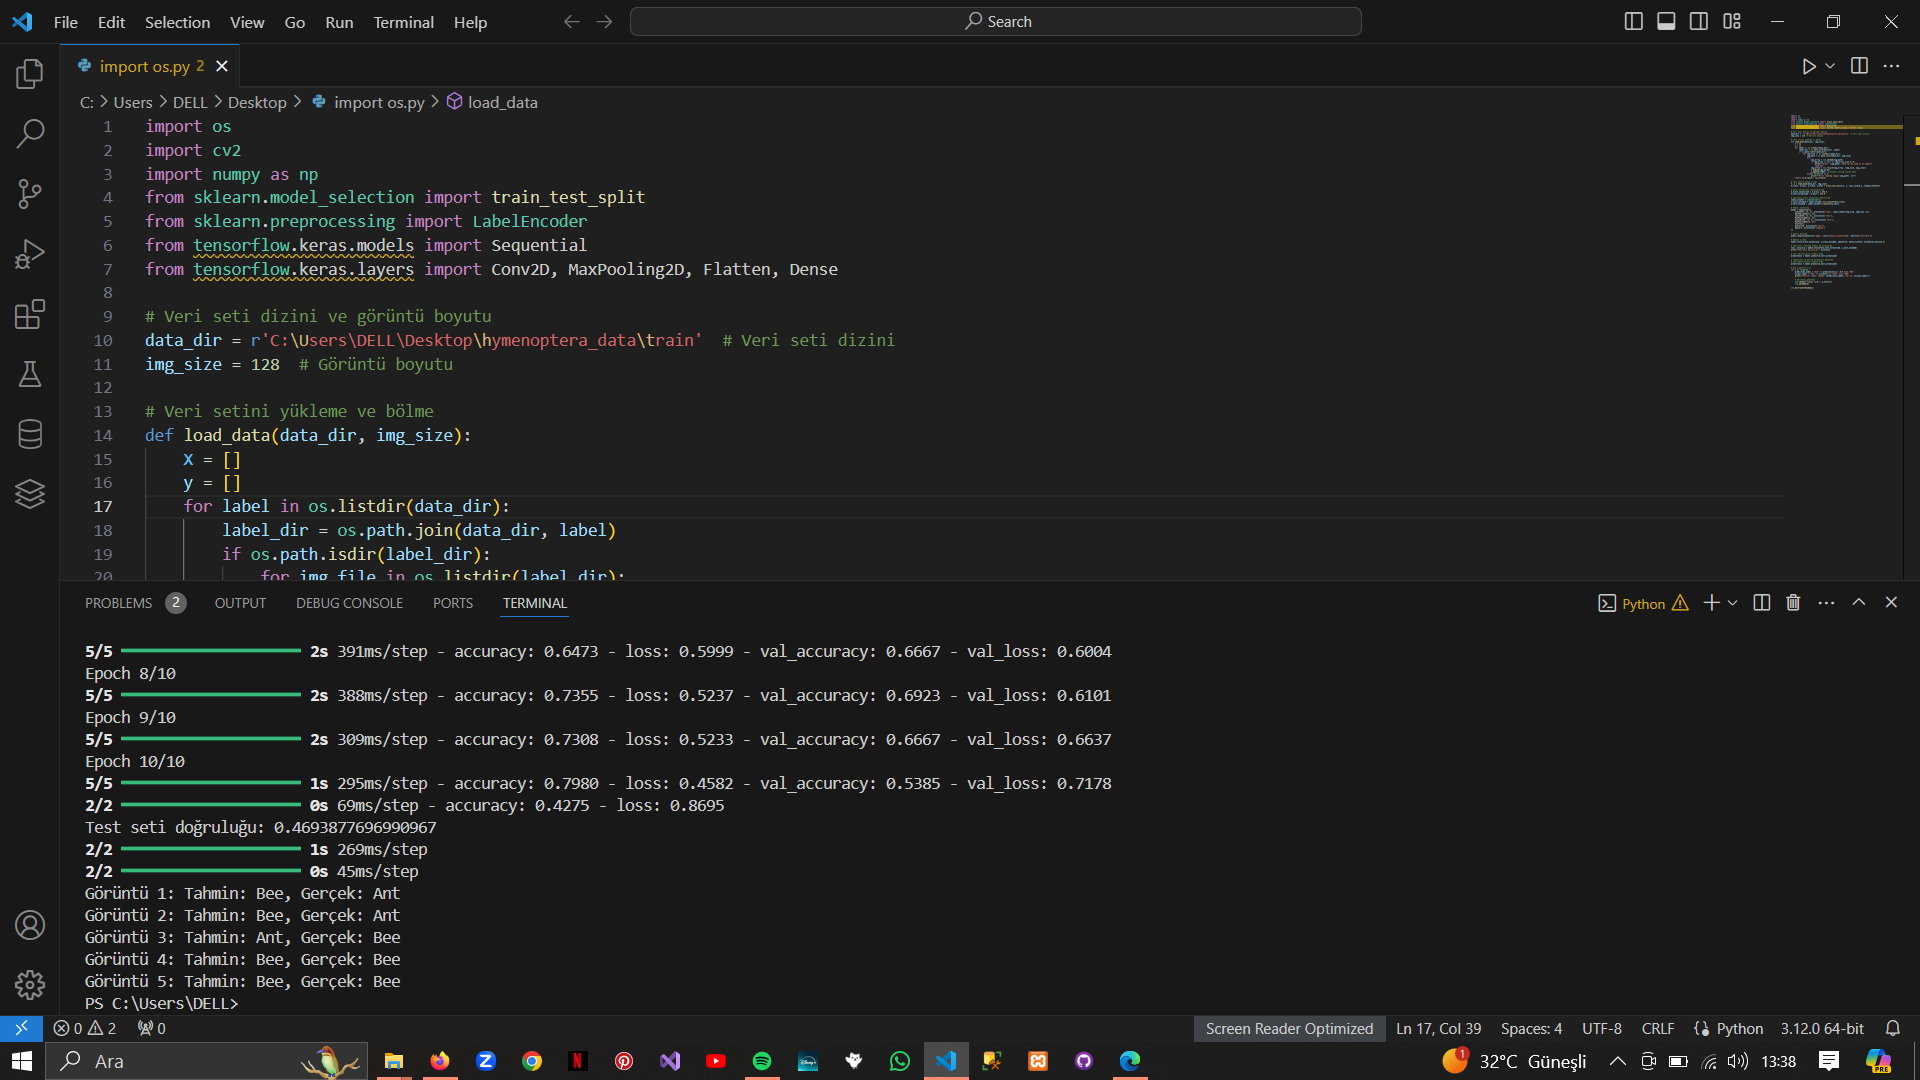 File Edit Selection View Go Run Terminal Help
Search
import os.py 2
C: > Users > DELL > Desktop > import os.py > load_data
1 import os
2 import cv2
3 import numpy as np
4 from sklearn.model_selection import train_test_split
5 from sklearn.preprocessing import LabelEncoder
6 from tensorflow.keras.models import Sequential
7 from tensorflow.keras.layers import Conv2D, MaxPooling2D, Flatten, Dense
8
9 # Veri seti dizini ve görüntü boyutu
10 data_dir = r'C:\Users\DELL\Desktop\hymenoptera_data\train'  # Veri seti dizini
11 img_size = 128  # Görüntü boyutu
12
13 # Veri setini yükleme ve bölme
14 def load_data(data_dir, img_size):
15     X = []
16     y = []
17     for label in os.listdir(data_dir):
18         label_dir = os.path.join(data_dir, label)
19         if os.path.isdir(label_dir):
20             for img_file in os.listdir(label_dir):
PROBLEMS 2 OUTPUT DEBUG CONSOLE PORTS TERMINAL
Python
5/5 2s 391ms/step - accuracy: 0.6473 - loss: 0.5999 - val_accuracy: 0.6667 - val_loss: 0.6004
Epoch 8/10
5/5 2s 388ms/step - accuracy: 0.7355 - loss: 0.5237 - val_accuracy: 0.6923 - val_loss: 0.6101
Epoch 9/10
5/5 2s 309ms/step - accuracy: 0.7308 - loss: 0.5233 - val_accuracy: 0.6667 - val_loss: 0.6637
Epoch 10/10
5/5 1s 295ms/step - accuracy: 0.7980 - loss: 0.4582 - val_accuracy: 0.5385 - val_loss: 0.7178
2/2 0s 69ms/step - accuracy: 0.4275 - loss: 0.8695
Test seti doğruluğu: 0.4693877696990967
2/2 1s 269ms/step
2/2 0s 45ms/step
Görüntü 1: Tahmin: Bee, Gerçek: Ant
Görüntü 2: Tahmin: Bee, Gerçek: Ant
Görüntü 3: Tahmin: Ant, Gerçek: Bee
Görüntü 4: Tahmin: Bee, Gerçek: Bee
Görüntü 5: Tahmin: Bee, Gerçek: Bee
PS C:\Users\DELL>
0 2 0 Screen Reader Optimized Ln 17, Col 39 Spaces: 4 UTF-8 CRLF Python 3.12.0 64-bit
Ara 1 32°C Güneşli 13:38 PRE